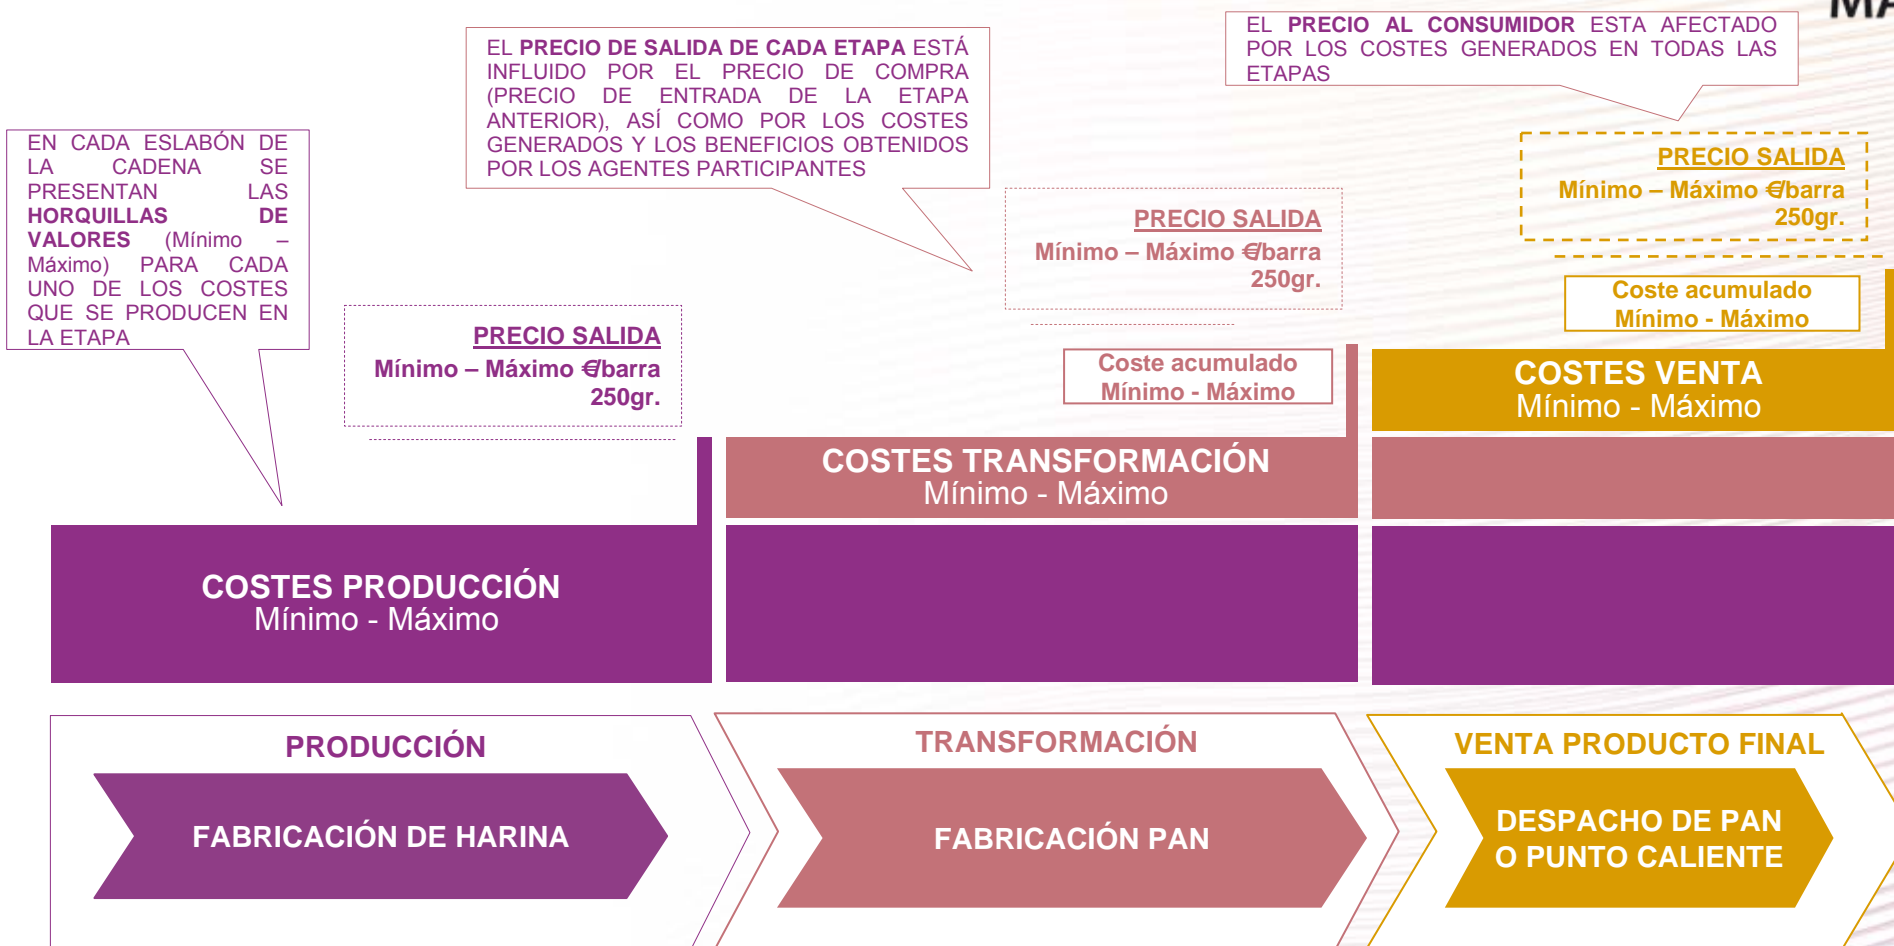 MA
EL PRECIO AL CONSUMIDOR ESTA AFECTADO
POR LOS COSTES GENERADOS EN TODAS LAS
ETAPAS
EL PRECIO DE SALIDA DE CADA ETAPA ESTÁ
INFLUIDO POR EL PRECIO DE COMPRA
(PRECIO DE ENTRADA DE LA ETAPA
ANTERIOR), ASÍ COMO POR LOS COSTES
GENERADOS Y LOS BENEFICIOS OBTENIDOS
POR LOS AGENTES PARTICIPANTES
EN CADA ESLABÓN DE
LA CADENA SE
PRESENTAN LAS
HORQUILLAS DE
VALORES (Mínimo –
Máximo) PARA CADA
UNO DE LOS COSTES
QUE SE PRODUCEN EN
LA ETAPA
PRECIO SALIDA
Mínimo – Máximo €/barra
250gr.
PRECIO SALIDA
Mínimo – Máximo €/barra
250gr.
PRECIO SALIDA
Mínimo – Máximo €/barra
250gr.
Coste acumulado
Mínimo - Máximo
Coste acumulado
Mínimo - Máximo
COSTES VENTA
Mínimo - Máximo
COSTES TRANSFORMACIÓN
Mínimo - Máximo
COSTES PRODUCCIÓN
Mínimo - Máximo
PRODUCCIÓN
FABRICACIÓN DE HARINA
TRANSFORMACIÓN
FABRICACIÓN PAN
VENTA PRODUCTO FINAL
DESPACHO DE PAN
O PUNTO CALIENTE